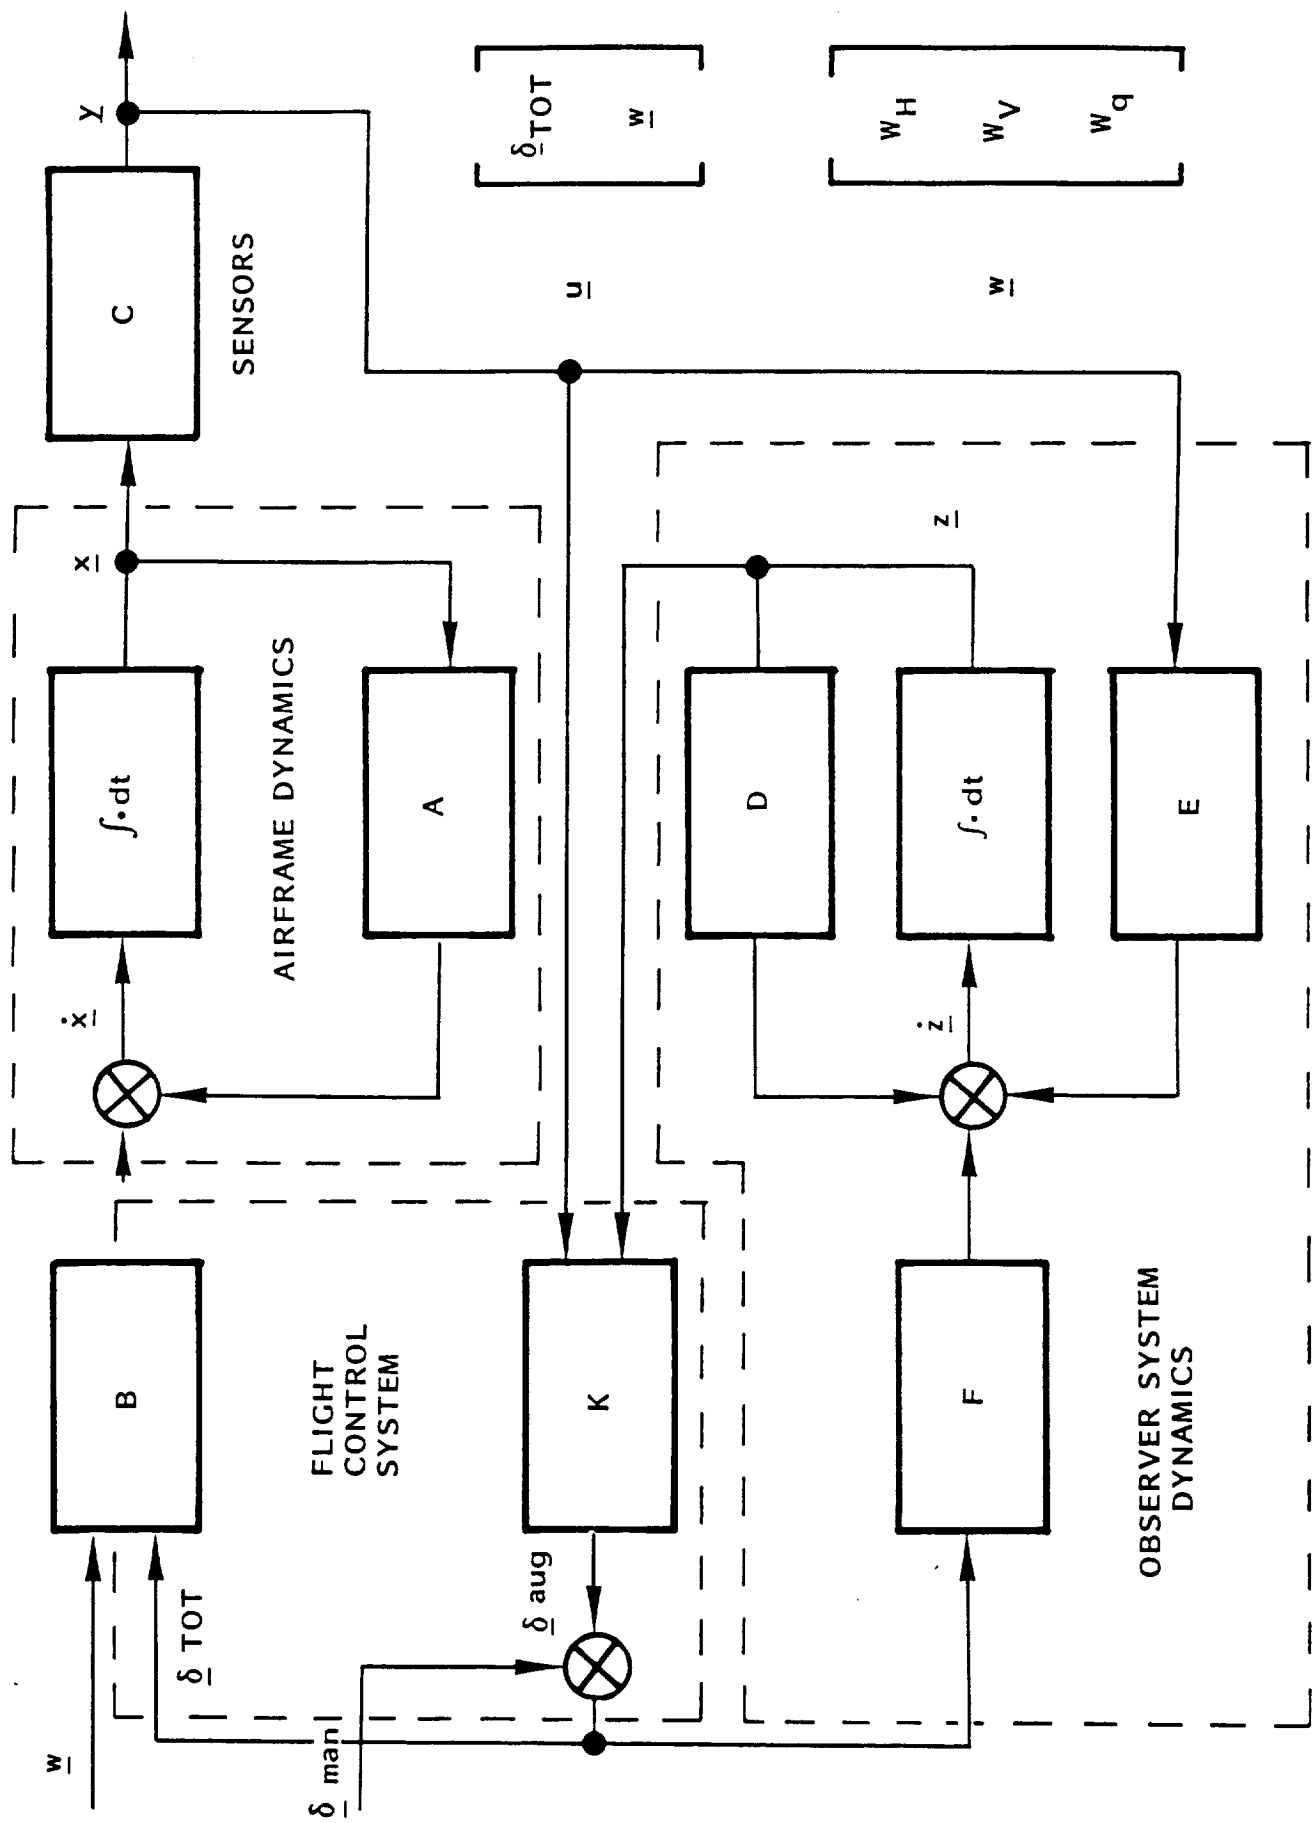 w
δ man
δ TOT
B
FLIGHT
CONTROL
SYSTEM
δ aug
K
ẋ
∫•dt
x
AIRFRAME DYNAMICS
A
C
SENSORS
y
F
OBSERVER SYSTEM
DYNAMICS
ż
D
∫•dt
E
z
u
δTOT
w
w
wH
wV
wq